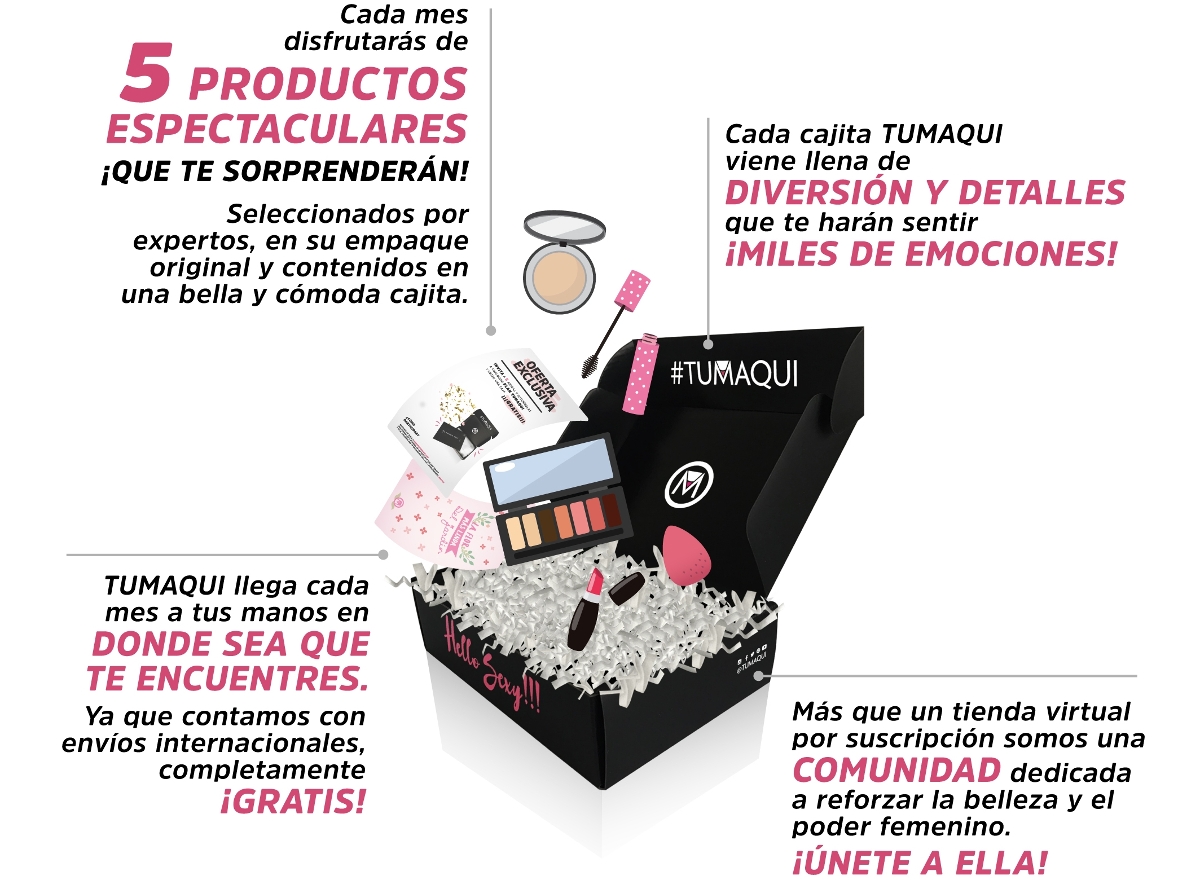 Cada mes
disfrutarás de
5 PRODUCTOS
ESPECTACULARES
¡QUE TE SORPRENDERÁN!
Seleccionados por
expertos, en su empaque
original y contenidos en
una bella y cómoda cajita.
Cada cajita TUMAQUI
viene llena de
DIVERSIÓN Y DETALLES
que te harán sentir
¡MILES DE EMOCIONES!
OFERTA
EXCLUSIVA
¡¡¡GRATIS!!!
#TUMAQUI
M
Hello Sexy!!!
@TUMAQUI
TUMAQUI llega cada
mes a tus manos en
DONDE SEA QUE
TE ENCUENTRES.
Ya que contamos con
envíos internacionales,
completamente
¡GRATIS!
Más que un tienda virtual
por suscripción somos una
COMUNIDAD dedicada
a reforzar la belleza y el
poder femenino.
¡ÚNETE A ELLA!